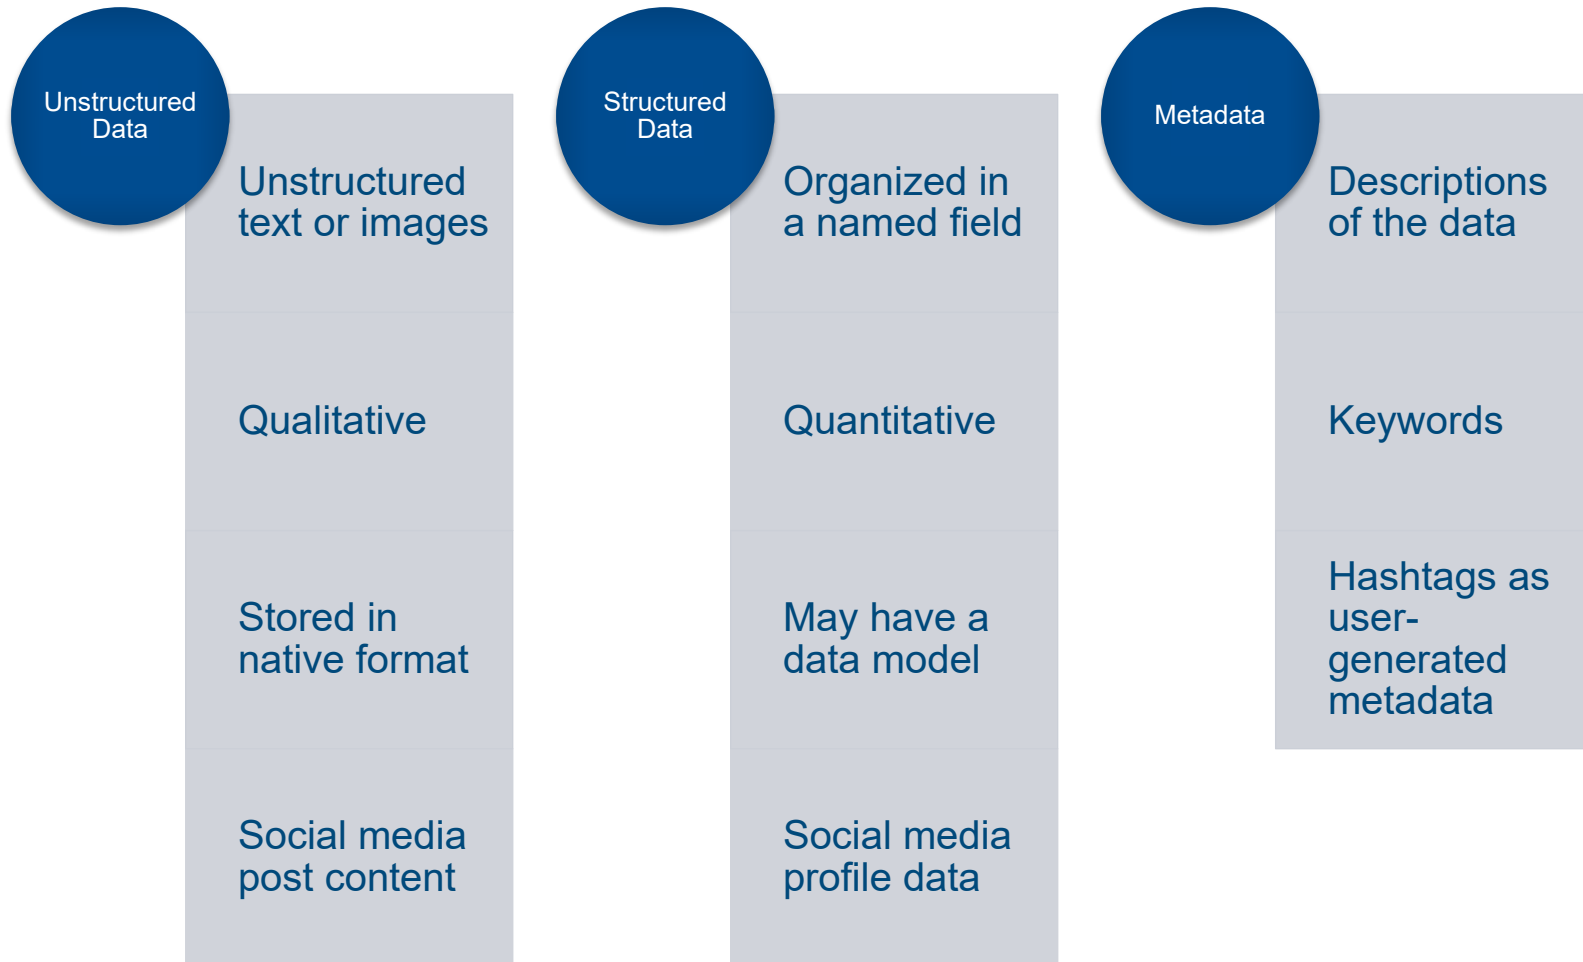 Unstructured
Data
Unstructured
text or images
Qualitative
Stored in
native format
Social media
post content
Structured
Data
Organized in
a named field
Quantitative
May have a
data model
Social media
profile data
Metadata
Descriptions
of the data
Keywords
Hashtags as
user-
generated
metadata